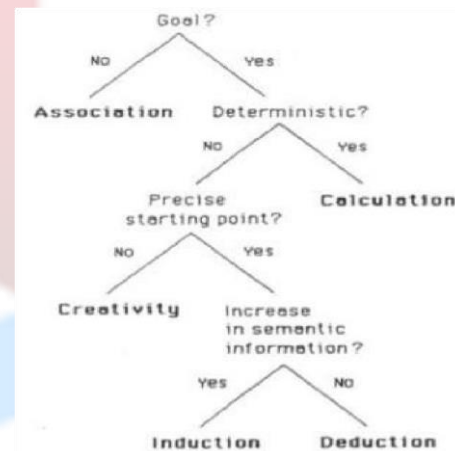 Goal?
No
Yes
Association
Deterministic?
No
Yes
Precise
starting point?
Calculation
No
Yes
Creativity
Increase
in semantic
information?
Yes
No
Induction
Deduction